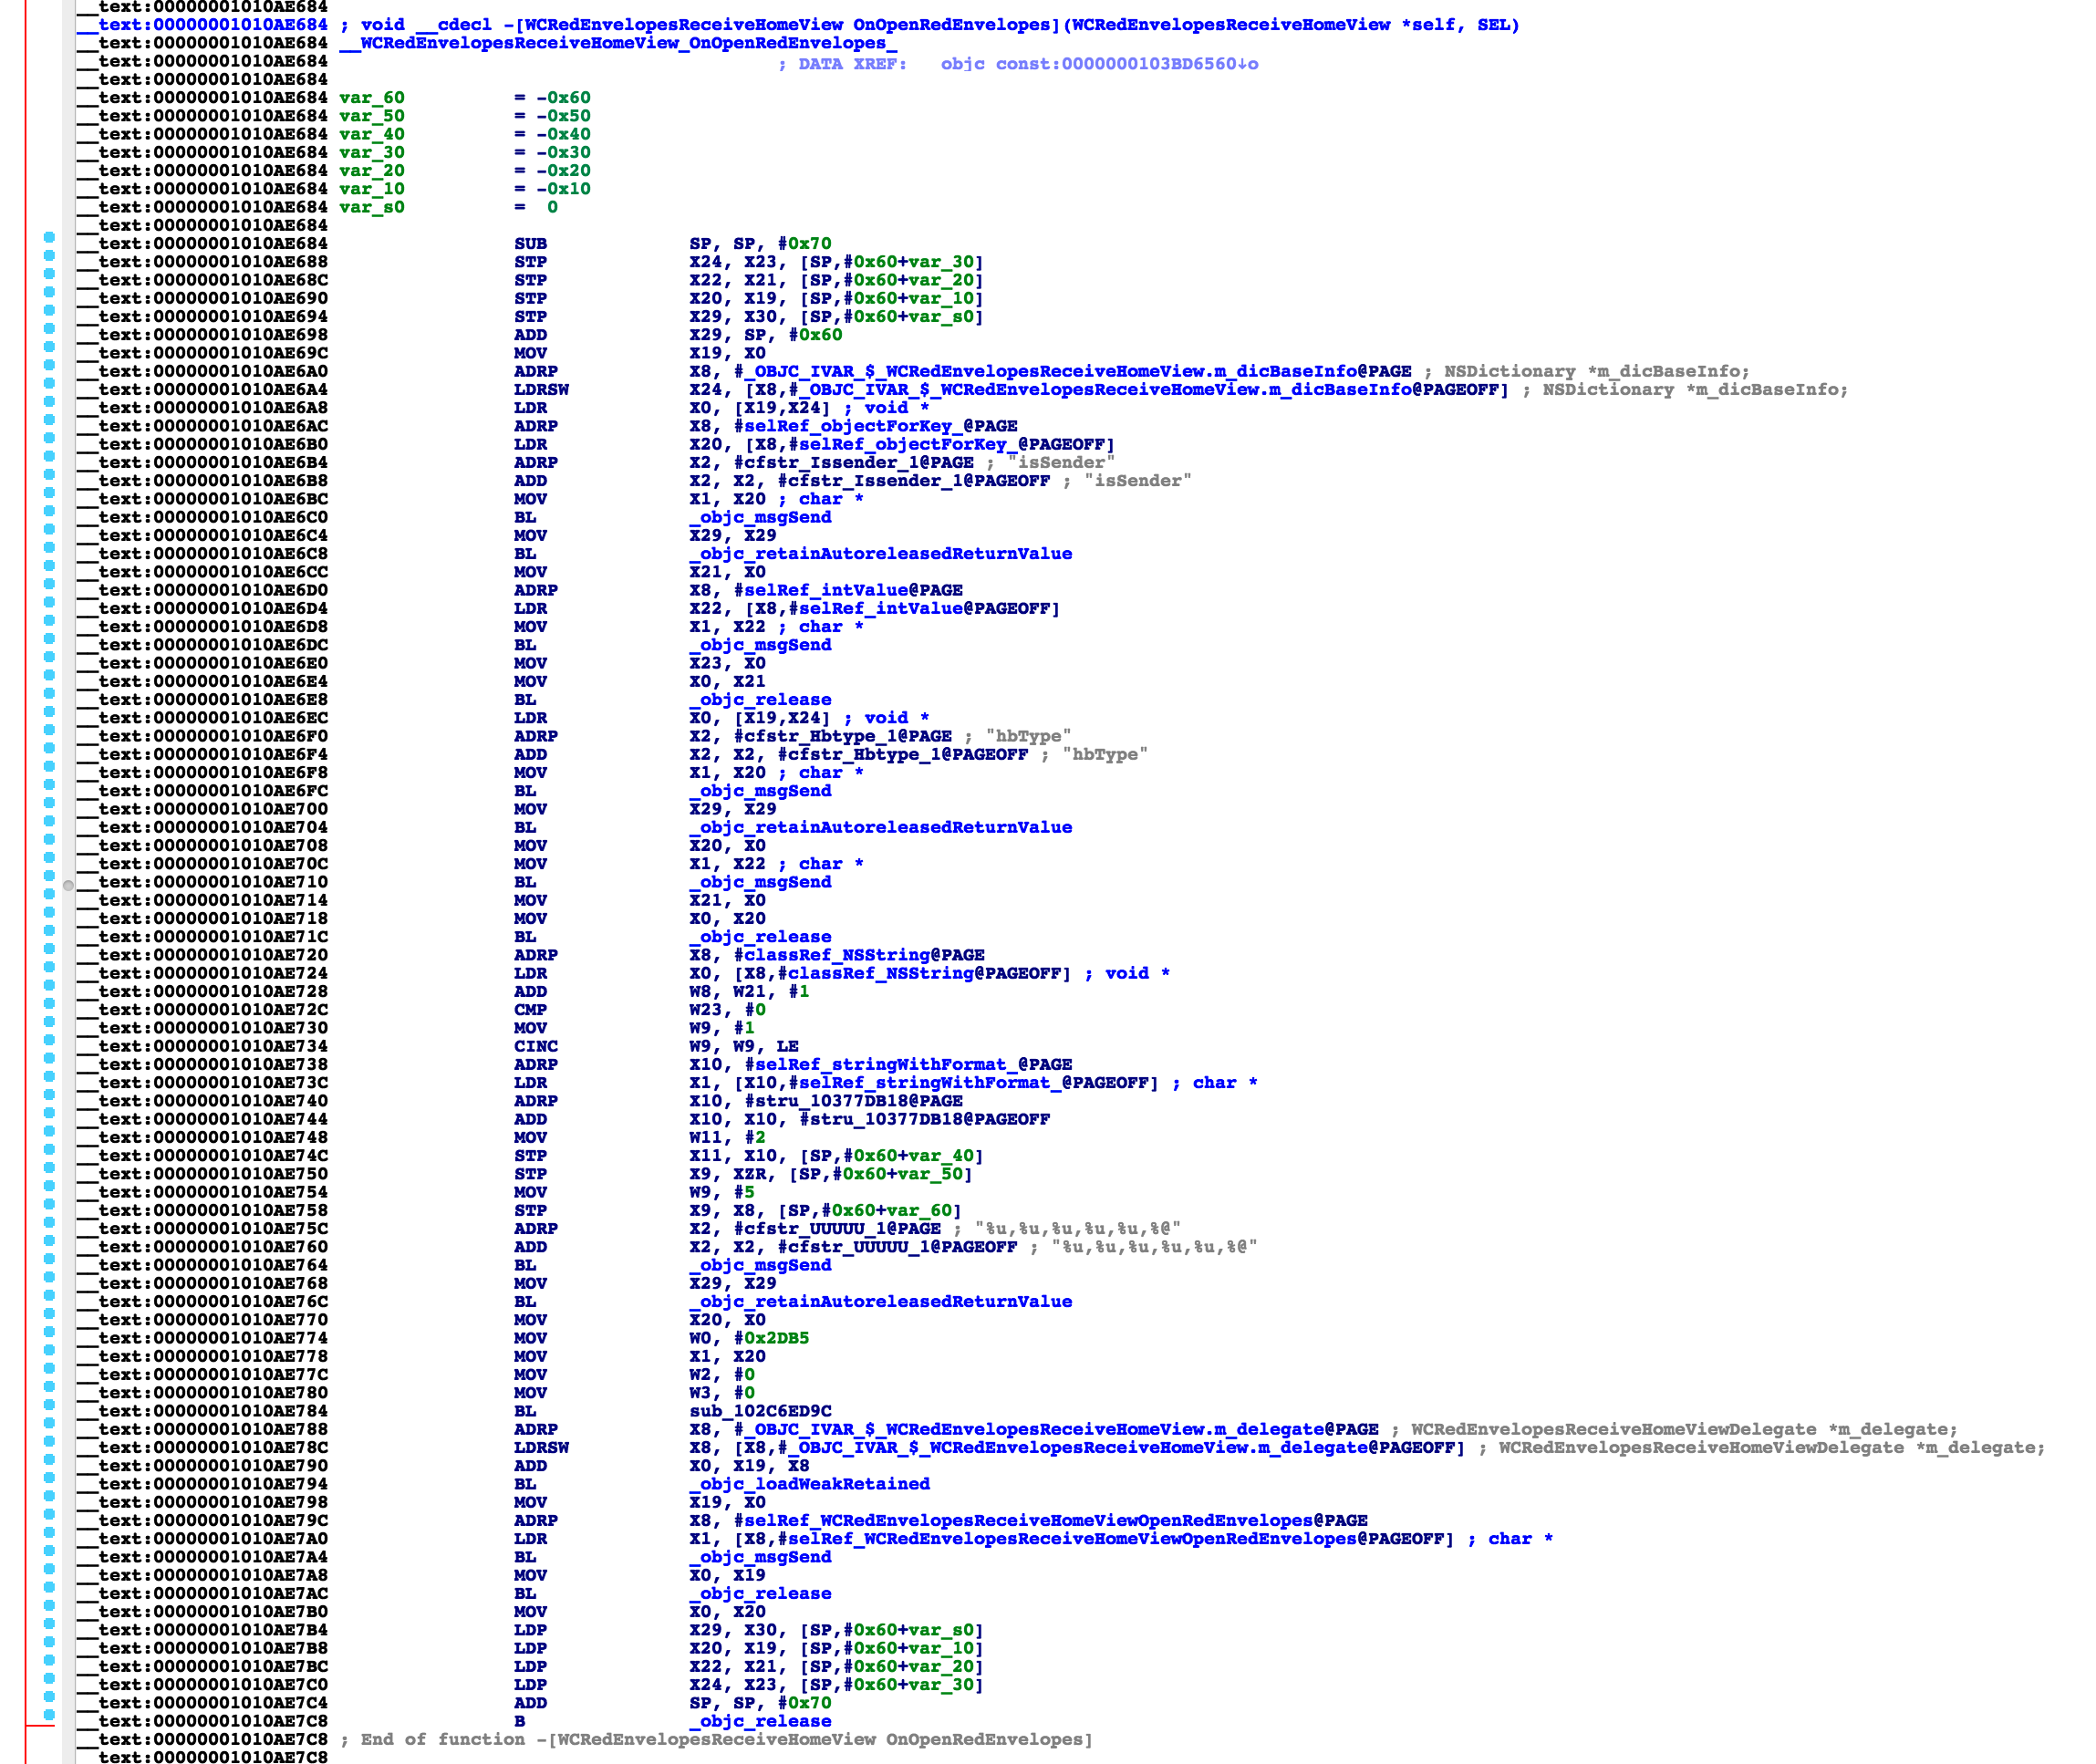 __text:00000001010AE684
__text:00000001010AE684 ; void __cdecl -[WCRedEnvelopesReceiveHomeView OnOpenRedEnvelopes](WCRedEnvelopesReceiveHomeView *self, SEL)
__text:00000001010AE684 __WCRedEnvelopesReceiveHomeView_OnOpenRedEnvelopes_
__text:00000001010AE684 ; DATA XREF: objc const:0000000103BD6560↓o
__text:00000001010AE684
__text:00000001010AE684 var_60 = -0x60
__text:00000001010AE684 var_50 = -0x50
__text:00000001010AE684 var_40 = -0x40
__text:00000001010AE684 var_30 = -0x30
__text:00000001010AE684 var_20 = -0x20
__text:00000001010AE684 var_10 = -0x10
__text:00000001010AE684 var_s0 = 0
__text:00000001010AE684
__text:00000001010AE684 SUB SP, SP, #0x70
__text:00000001010AE688 STP X24, X23, [SP,#0x60+var_30]
__text:00000001010AE68C STP X22, X21, [SP,#0x60+var_20]
__text:00000001010AE690 STP X20, X19, [SP,#0x60+var_10]
__text:00000001010AE694 STP X29, X30, [SP,#0x60+var_s0]
__text:00000001010AE698 ADD X29, SP, #0x60
__text:00000001010AE69C MOV X19, X0
__text:00000001010AE6A0 ADRP X8, #_OBJC_IVAR_$_WCRedEnvelopesReceiveHomeView.m_dicBaseInfo@PAGE ; NSDictionary *m_dicBaseInfo;
__text:00000001010AE6A4 LDRSW X24, [X8,#_OBJC_IVAR_$_WCRedEnvelopesReceiveHomeView.m_dicBaseInfo@PAGEOFF] ; NSDictionary *m_dicBaseInfo;
__text:00000001010AE6A8 LDR X0, [X19,X24] ; void *
__text:00000001010AE6AC ADRP X8, #selRef_objectForKey_@PAGE
__text:00000001010AE6B0 LDR X20, [X8,#selRef_objectForKey_@PAGEOFF]
__text:00000001010AE6B4 ADRP X2, #cfstr_Issender_1@PAGE ; "isSender"
__text:00000001010AE6B8 ADD X2, X2, #cfstr_Issender_1@PAGEOFF ; "isSender"
__text:00000001010AE6BC MOV X1, X20 ; char *
__text:00000001010AE6C0 BL _objc_msgSend
__text:00000001010AE6C4 MOV X29, X29
__text:00000001010AE6C8 BL _objc_retainAutoreleasedReturnValue
__text:00000001010AE6CC MOV X21, X0
__text:00000001010AE6D0 ADRP X8, #selRef_intValue@PAGE
__text:00000001010AE6D4 LDR X22, [X8,#selRef_intValue@PAGEOFF]
__text:00000001010AE6D8 MOV X1, X22 ; char *
__text:00000001010AE6DC BL _objc_msgSend
__text:00000001010AE6E0 MOV X23, X0
__text:00000001010AE6E4 MOV X0, X21
__text:00000001010AE6E8 BL _objc_release
__text:00000001010AE6EC LDR X0, [X19,X24] ; void *
__text:00000001010AE6F0 ADRP X2, #cfstr_Hbtype_1@PAGE ; "hbType"
__text:00000001010AE6F4 ADD X2, X2, #cfstr_Hbtype_1@PAGEOFF ; "hbType"
__text:00000001010AE6F8 MOV X1, X20 ; char *
__text:00000001010AE6FC BL _objc_msgSend
__text:00000001010AE700 MOV X29, X29
__text:00000001010AE704 BL _objc_retainAutoreleasedReturnValue
__text:00000001010AE708 MOV X20, X0
__text:00000001010AE70C MOV X1, X22 ; char *
__text:00000001010AE710 BL _objc_msgSend
__text:00000001010AE714 MOV X21, X0
__text:00000001010AE718 MOV X0, X20
__text:00000001010AE71C BL _objc_release
__text:00000001010AE720 ADRP X8, #classRef_NSString@PAGE
__text:00000001010AE724 LDR X0, [X8,#classRef_NSString@PAGEOFF] ; void *
__text:00000001010AE728 ADD W8, W21, #1
__text:00000001010AE72C CMP W23, #0
__text:00000001010AE730 MOV W9, #1
__text:00000001010AE734 CINC W9, W9, LE
__text:00000001010AE738 ADRP X10, #selRef_stringWithFormat_@PAGE
__text:00000001010AE73C LDR X1, [X10,#selRef_stringWithFormat_@PAGEOFF] ; char *
__text:00000001010AE740 ADRP X10, #stru_10377DB18@PAGE
__text:00000001010AE744 ADD X10, X10, #stru_10377DB18@PAGEOFF
__text:00000001010AE748 MOV W11, #2
__text:00000001010AE74C STP X11, X10, [SP,#0x60+var_40]
__text:00000001010AE750 STP X9, XZR, [SP,#0x60+var_50]
__text:00000001010AE754 MOV W9, #5
__text:00000001010AE758 STP X9, X8, [SP,#0x60+var_60]
__text:00000001010AE75C ADRP X2, #cfstr_UUUUU_1@PAGE ; "%u,%u,%u,%u,%u,%@"
__text:00000001010AE760 ADD X2, X2, #cfstr_UUUUU_1@PAGEOFF ; "%u,%u,%u,%u,%u,%@"
__text:00000001010AE764 BL _objc_msgSend
__text:00000001010AE768 MOV X29, X29
__text:00000001010AE76C BL _objc_retainAutoreleasedReturnValue
__text:00000001010AE770 MOV X20, X0
__text:00000001010AE774 MOV W0, #0x2DB5
__text:00000001010AE778 MOV X1, X20
__text:00000001010AE77C MOV W2, #0
__text:00000001010AE780 MOV W3, #0
__text:00000001010AE784 BL sub_102C6ED9C
__text:00000001010AE788 ADRP X8, #_OBJC_IVAR_$_WCRedEnvelopesReceiveHomeView.m_delegate@PAGE ; WCRedEnvelopesReceiveHomeViewDelegate *m_delegate;
__text:00000001010AE78C LDRSW X8, [X8,#_OBJC_IVAR_$_WCRedEnvelopesReceiveHomeView.m_delegate@PAGEOFF] ; WCRedEnvelopesReceiveHomeViewDelegate *m_delegate;
__text:00000001010AE790 ADD X0, X19, X8
__text:00000001010AE794 BL _objc_loadWeakRetained
__text:00000001010AE798 MOV X19, X0
__text:00000001010AE79C ADRP X8, #selRef_WCRedEnvelopesReceiveHomeViewOpenRedEnvelopes@PAGE
__text:00000001010AE7A0 LDR X1, [X8,#selRef_WCRedEnvelopesReceiveHomeViewOpenRedEnvelopes@PAGEOFF] ; char *
__text:00000001010AE7A4 BL _objc_msgSend
__text:00000001010AE7A8 MOV X0, X19
__text:00000001010AE7AC BL _objc_release
__text:00000001010AE7B0 MOV X0, X20
__text:00000001010AE7B4 LDP X29, X30, [SP,#0x60+var_s0]
__text:00000001010AE7B8 LDP X20, X19, [SP,#0x60+var_10]
__text:00000001010AE7BC LDP X22, X21, [SP,#0x60+var_20]
__text:00000001010AE7C0 LDP X24, X23, [SP,#0x60+var_30]
__text:00000001010AE7C4 ADD SP, SP, #0x70
__text:00000001010AE7C8 B _objc_release
__text:00000001010AE7C8 ; End of function -[WCRedEnvelopesReceiveHomeView OnOpenRedEnvelopes]
__text:00000001010AE7C8